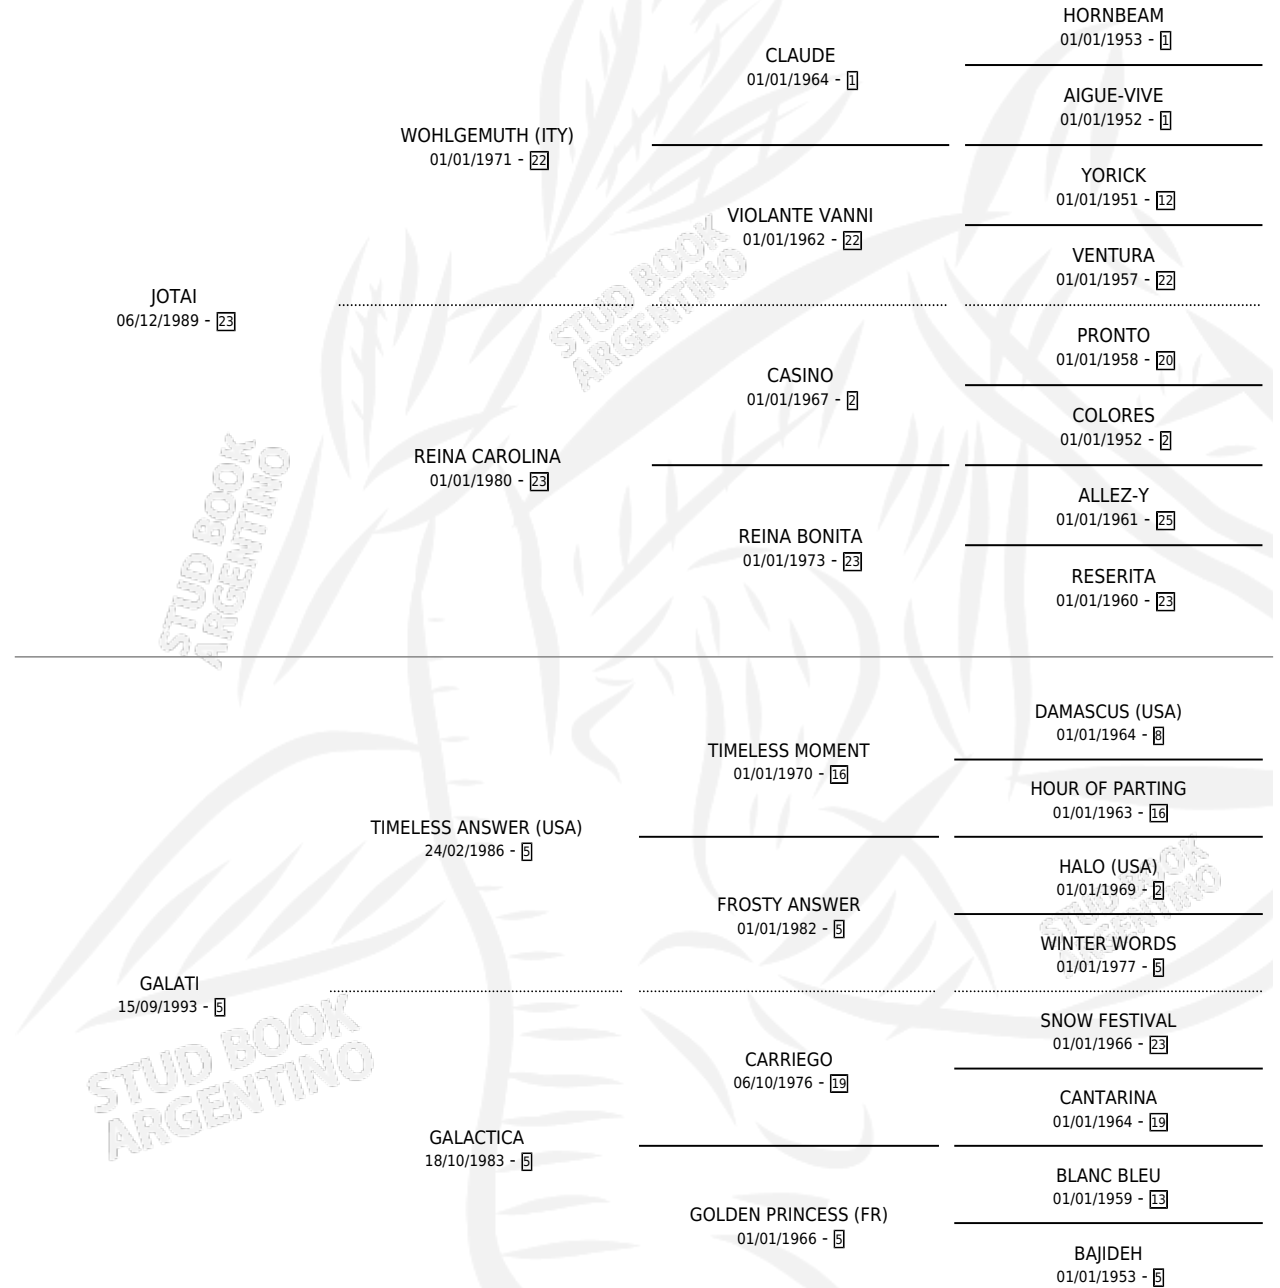 HORNBEAM
01/01/1953 - 1
CLAUDE
01/01/1964 - 1
AIGUE-VIVE
01/01/1952 - 1
WOHLGEMUTH (ITY)
01/01/1971 - 22
YORICK
01/01/1951 - 12
VIOLANTE VANNI
01/01/1962 - 22
VENTURA
01/01/1957 - 22
JOTAI
06/12/1989 - 23
PRONTO
01/01/1958 - 20
CASINO
01/01/1967 - 2
COLORES
01/01/1952 - 2
REINA CAROLINA
01/01/1980 - 23
ALLEZ-Y
01/01/1961 - 25
REINA BONITA
01/01/1973 - 23
RESERITA
01/01/1960 - 23
STUD BOOK
ARGENTINO
STUD BOOK
ARGENTINO
DAMASCUS (USA)
01/01/1964 - 8
TIMELESS MOMENT
01/01/1970 - 16
HOUR OF PARTING
01/01/1963 - 16
TIMELESS ANSWER (USA)
24/02/1986 - 5
HALO (USA)
01/01/1969 - 2
FROSTY ANSWER
01/01/1982 - 5
WINTER WORDS
01/01/1977 - 5
GALATI
15/09/1993 - 5
SNOW FESTIVAL
01/01/1966 - 23
CARRIEGO
06/10/1976 - 19
CANTARINA
01/01/1964 - 19
GALACTICA
18/10/1983 - 5
BLANC BLEU
01/01/1959 - 13
GOLDEN PRINCESS (FR)
01/01/1966 - 5
BAJIDEH
01/01/1953 - 5
STUD BOOK
ARGENTINO
STUD BOOK
ARGENTINO